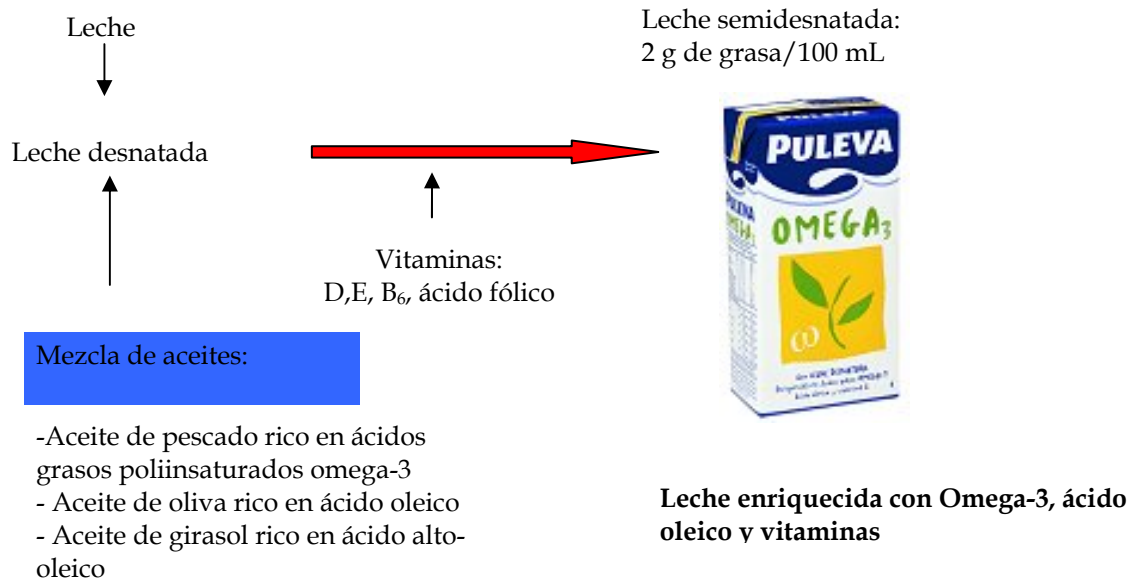 Leche
Leche desnatada
Vitaminas:
D,E, B₆, ácido fólico
Mezcla de aceites:
-Aceite de pescado rico en ácidos
grasos poliinsaturados omega-3
- Aceite de oliva rico en ácido oleico
- Aceite de girasol rico en ácido alto-
oleico
Leche semidesnatada:
2 g de grasa/100 mL
PULEVA
OMEGA₃
ω
Leche enriquecida con Omega-3, ácido
oleico y vitaminas